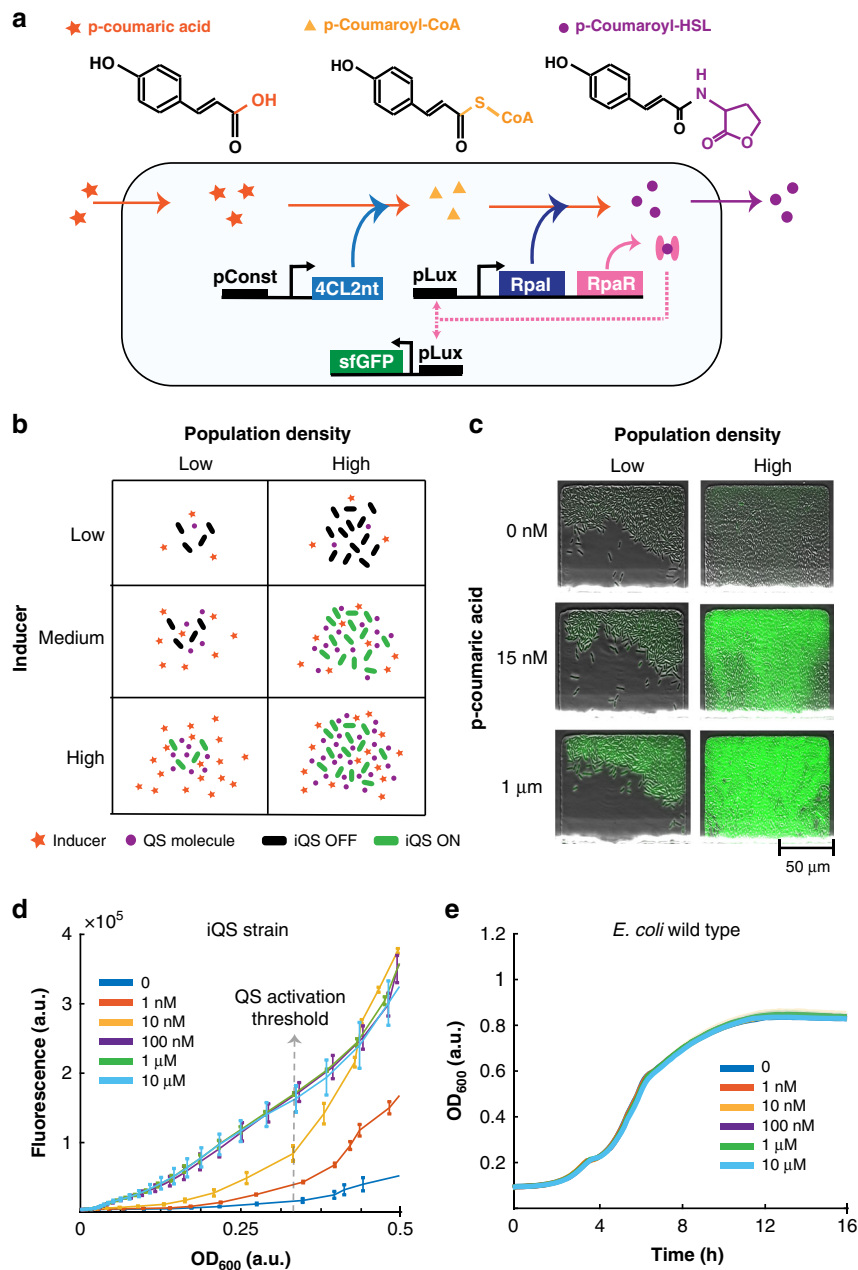 a
p-coumaric acid
p-Coumaroyl-CoA
p-Coumaroyl-HSL
HO
OH
O
HO
S
CoA
O
HO
H
N
O
O
O
pConst
4CL2nt
pLux
RpaI
RpaR
sfGFP
pLux
b
Population density
Low
High
Inducer
Low
Medium
High
Inducer
QS molecule
iQS OFF
iQS ON
c
Population density
Low
High
p-coumaric acid
0 nM
15 nM
1 μm
50 μm
d
×10⁵
iQS strain
Fluorescence (a.u.)
4
3
2
1
0
1 nM
10 nM
100 nM
1 μM
10 μM
QS activation
threshold
0
0.25
0.5
OD₆₀₀ (a.u.)
e
E. coli wild type
OD₆₀₀ (a.u.)
1.2
1
0.8
0.6
0.4
0.2
0
1 nM
10 nM
100 nM
1 μM
10 μM
0
4
8
12
16
Time (h)